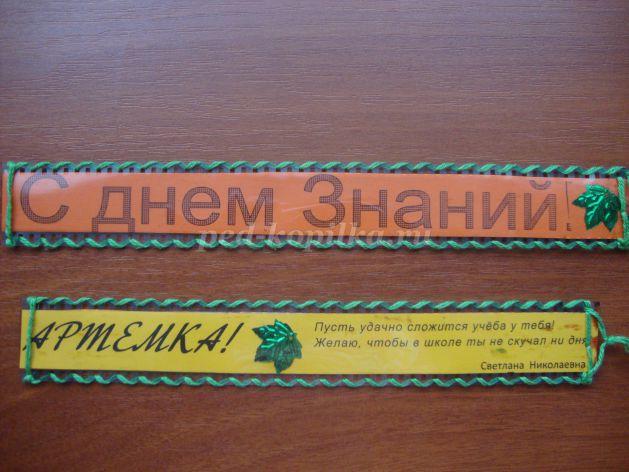 С днем Знаний!
ped-kopilka.ru
АРТЕМКА!
Пусть удачно сложится учёба у тебя!
Желаю, чтобы в школе ты не скучал ни дня
Светлана Николаевна